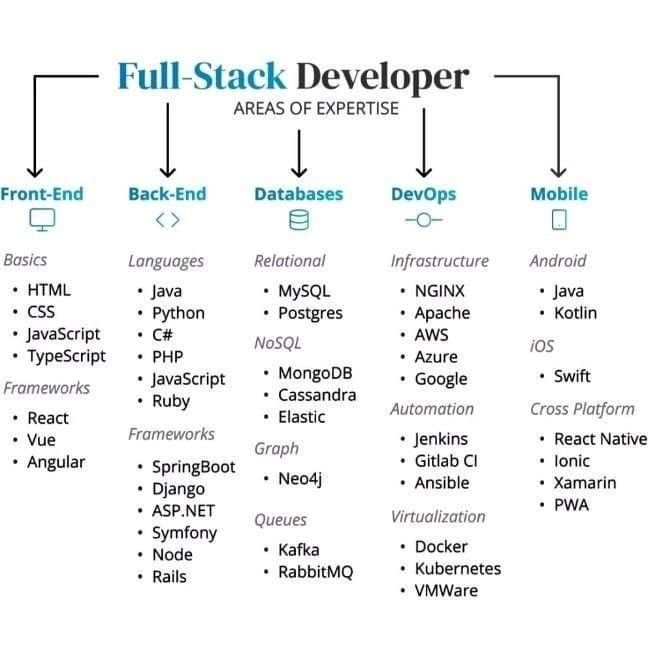 Full-Stack Developer
AREAS OF EXPERTISE
Front-End
Basics
• HTML
• CSS
• JavaScript
• TypeScript
Frameworks
• React
• Vue
• Angular
Back-End
Languages
• Java
• Python
• C#
• PHP
• JavaScript
• Ruby
Frameworks
• SpringBoot
• Django
• ASP.NET
• Symfony
• Node
• Rails
Databases
Relational
• MySQL
• Postgres
NoSQL
• MongoDB
• Cassandra
• Elastic
Graph
• Neo4j
Queues
• Kafka
• RabbitMQ
DevOps
Infrastructure
• NGINX
• Apache
• AWS
• Azure
• Google
Automation
• Jenkins
• Gitlab CI
• Ansible
Virtualization
• Docker
• Kubernetes
• VMWare
Mobile
Android
• Java
• Kotlin
iOS
• Swift
Cross Platform
• React Native
• Ionic
• Xamarin
• PWA